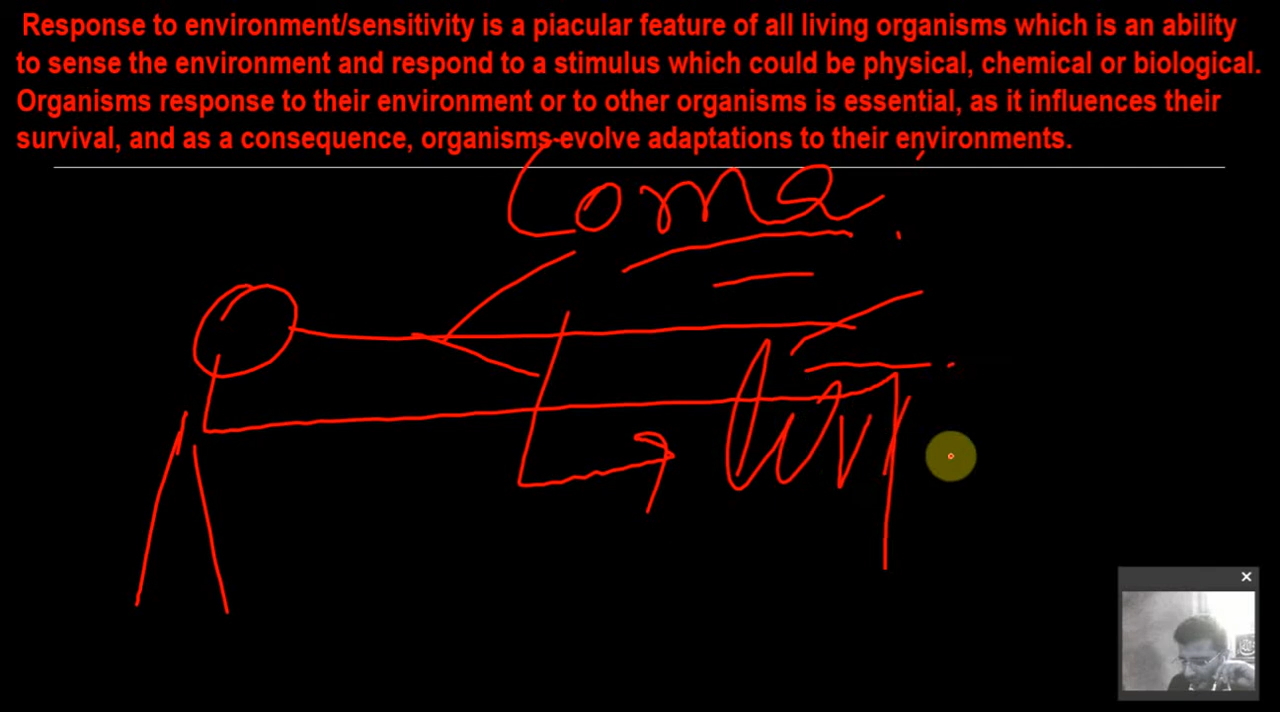 Response to environment/sensitivity is a piacular feature of all living organisms which is an ability
to sense the environment and respond to a stimulus which could be physical, chemical or biological.
Organisms response to their environment or to other organisms is essential, as it influences their
survival, and as a consequence, organisms evolve adaptations to their environments.
Coma